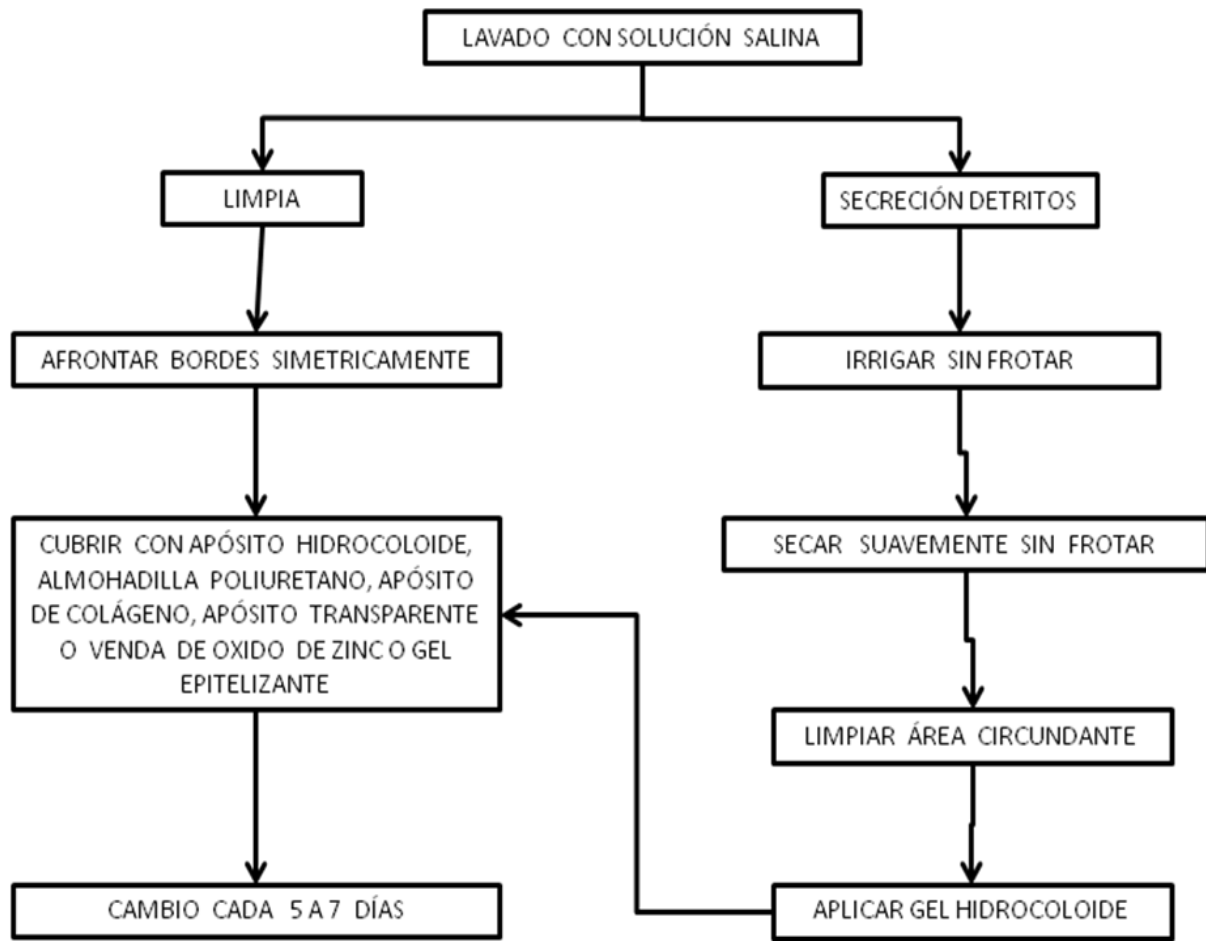 LAVADO CON SOLUCIÓN SALINA
LIMPIA
SECRECIÓN DETRITOS
AFRONTAR BORDES SIMETRICAMENTE
IRRIGAR SIN FROTAR
CUBRIR CON APÓSITO HIDROCOLOIDE,
ALMOHADILLA POLIURETANO, APÓSITO
DE COLÁGENO, APÓSITO TRANSPARENTE
O VENDA DE OXIDO DE ZINC O GEL
EPITELIZANTE
SECAR SUAVEMENTE SIN FROTAR
LIMPIAR ÁREA CIRCUNDANTE
CAMBIO CADA 5 A 7 DÍAS
APLICAR GEL HIDROCOLOIDE